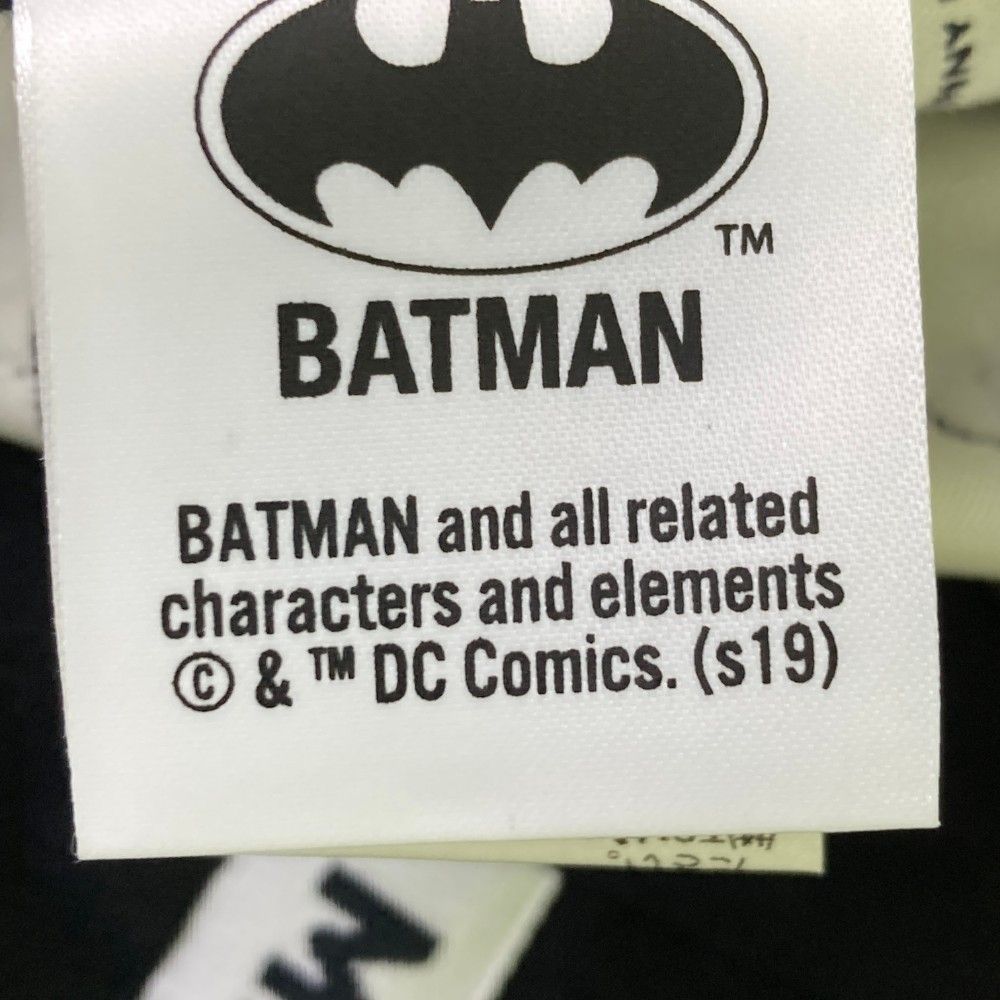 TM
BATMAN
BATMAN and all related
characters and elements
© & ™ DC Comics. (s19)